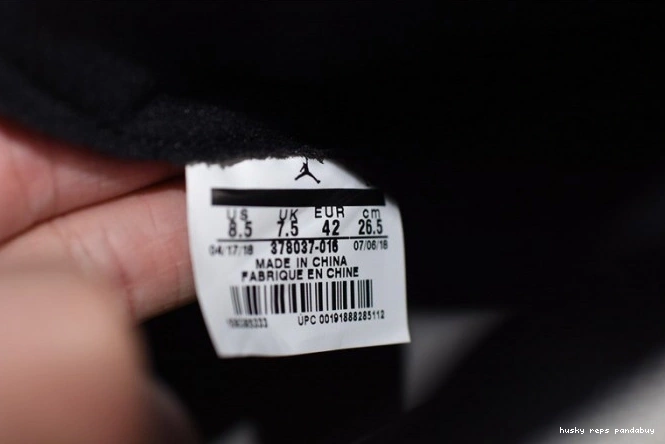 US UK EUR cm
8.5 7.5 42 26.5
04/17/18 378037-016 07/06/18
MADE IN CHINA
FABRIQUE EN CHINE
UPC 00191888285112
husky reps pandabuy